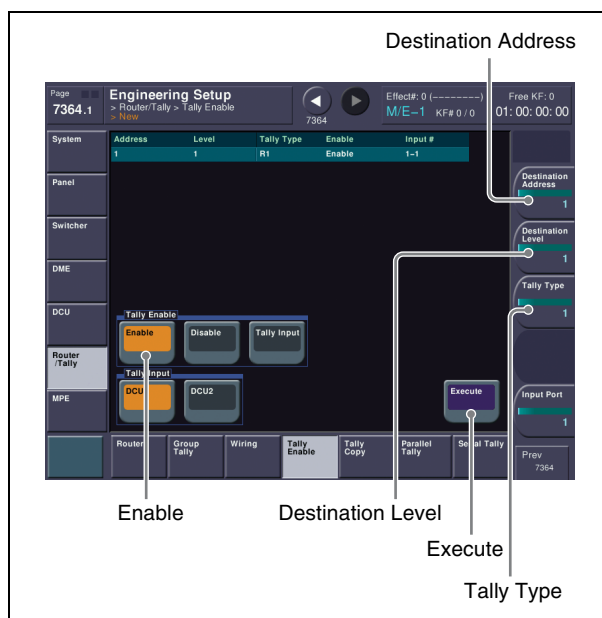 Destination Address
Page
7364.1
Engineering Setup
> Router/Tally > Tally Enable
> New
7364
Effect#: 0 (--------)
M/E-1 KF# 0 / 0
Free KF: 0
01: 00: 00: 00
System
Panel
Switcher
DME
DCU
Router
/Tally
MPE
Address Level Tally Type Enable Input #
1 1 R1 Enable 1-1
Destination
Address
1
Destination
Level
1
Tally Type
1
Input Port
1
Tally Enable
Enable Disable Tally Input
Tally Input
DCU DCU2
Execute
Router Group
Tally Wiring Tally
Enable Tally
Copy Parallel
Tally Serial Tally
Prev
7364
Enable
Destination Level
Execute
Tally Type